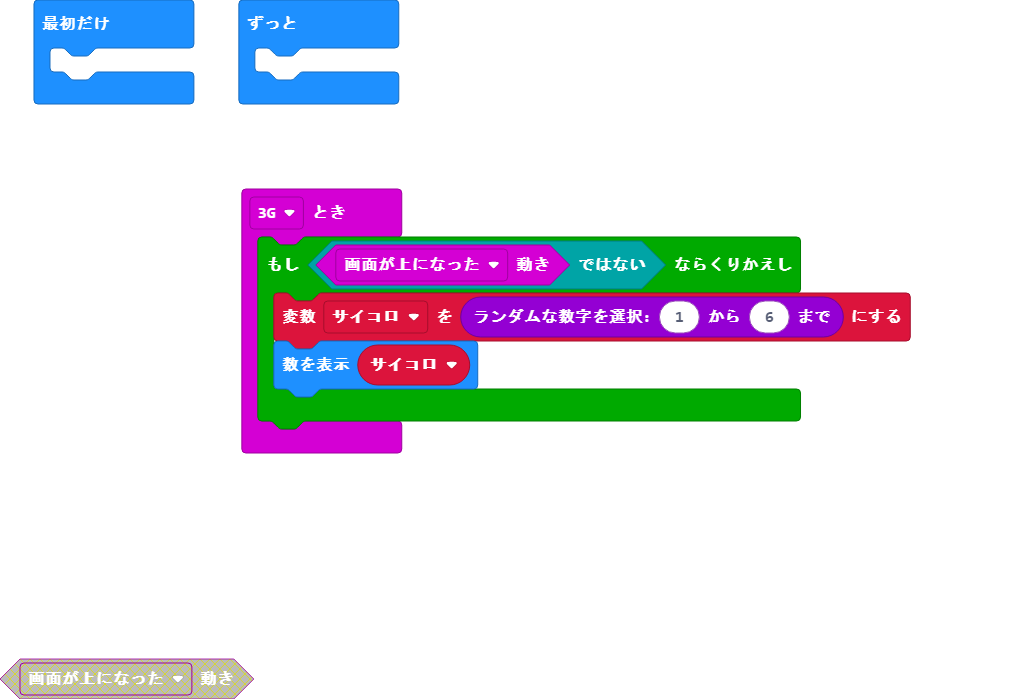 最初だけ
ずっと
3G とき
もし 画面が上になった 動き ではない ならくりかえし
変数 サイコロ を ランダムな数字を選択: 1 から 6 まで にする
数を表示 サイコロ
画面が上になった 動き